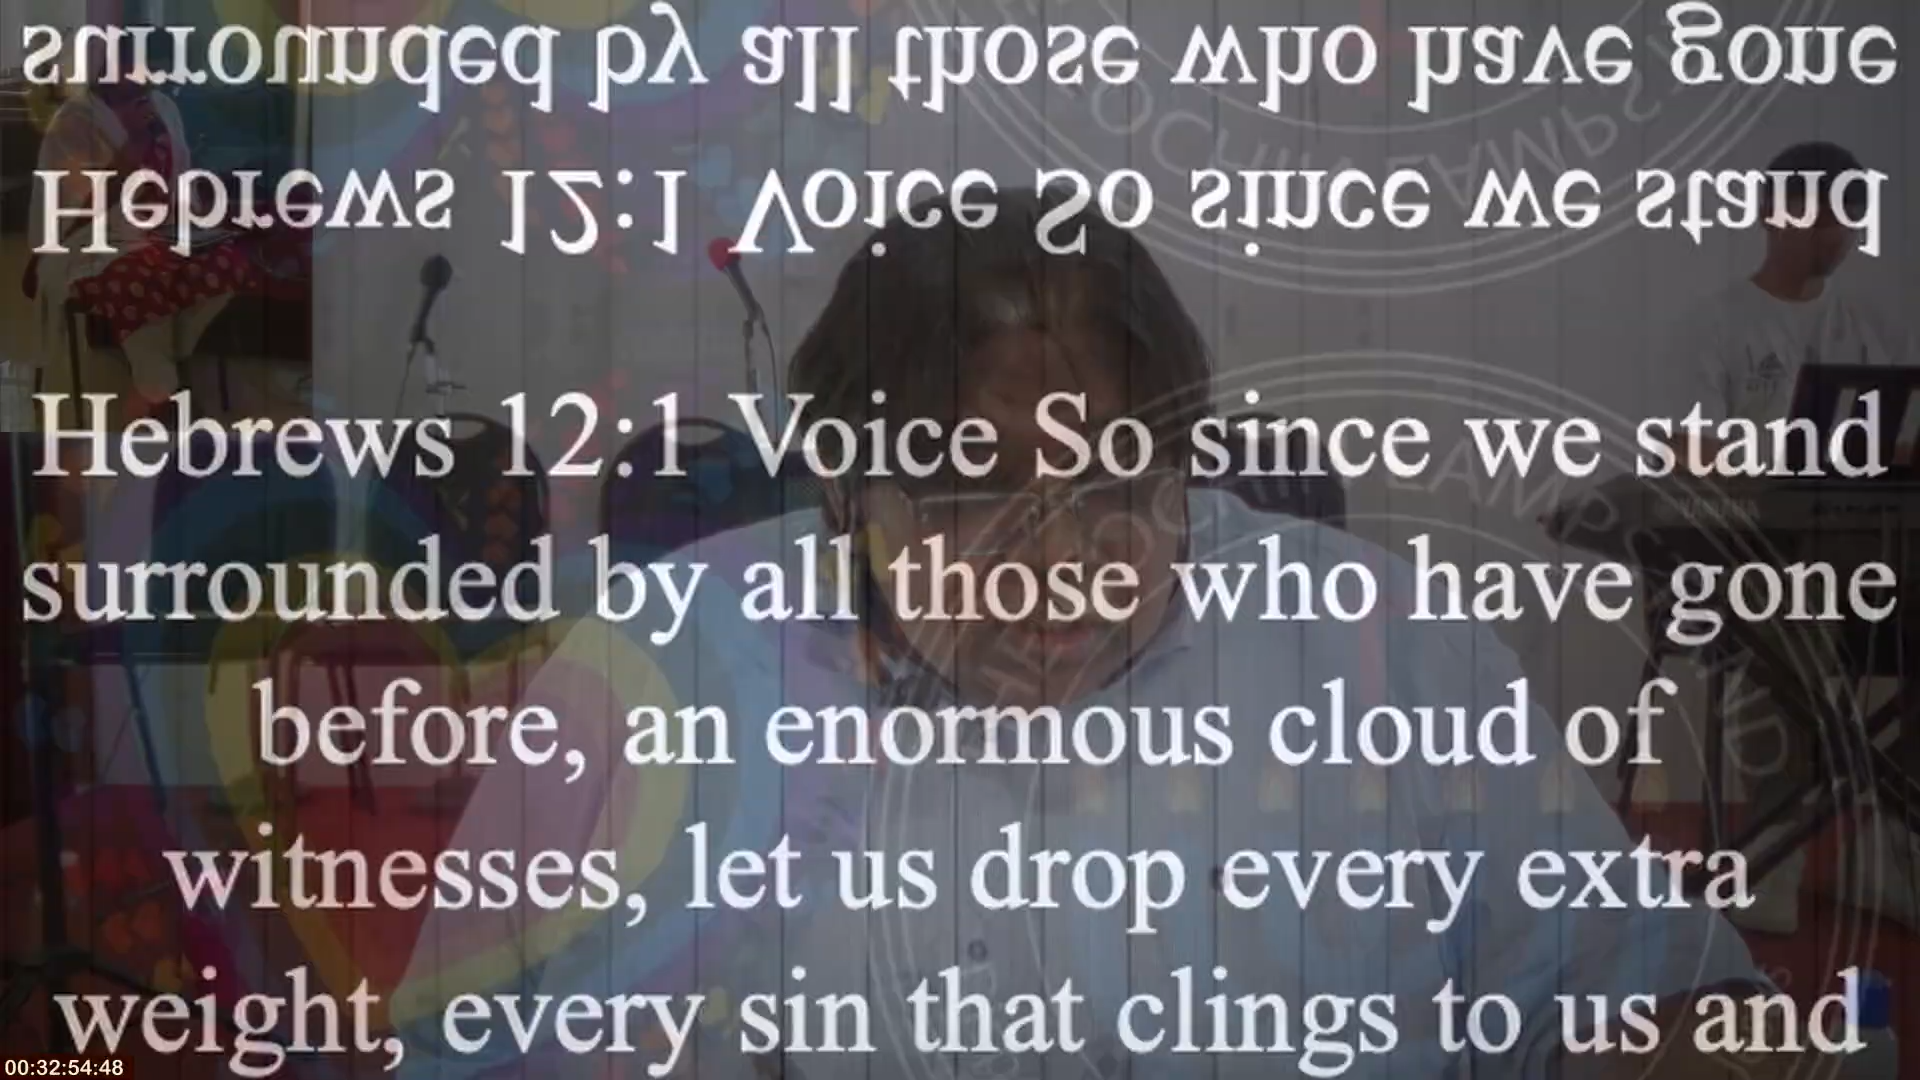 surrounded by all those who have gone
Hebrews 12:1 Voice So since we stand
Hebrews 12:1 Voice So since we stand
surrounded by all those who have gone
before, an enormous cloud of
witnesses, let us drop every extra
weight, every sin that clings to us and
00:32:54:48